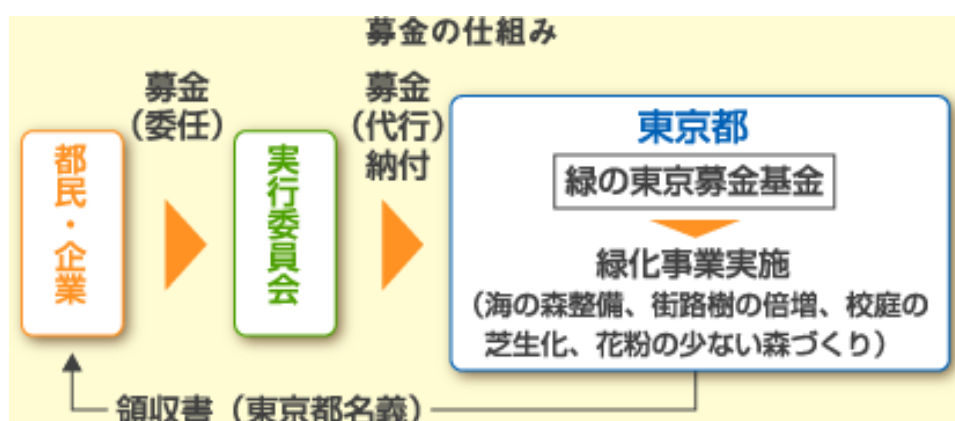 募金の仕組み
募金
（委任）
募金
（代行）
納付
都民・企業
実行委員会
東京都
緑の東京募金基金
緑化事業実施
（海の森整備、街路樹の倍増、校庭の
芝生化、花粉の少ない森づくり）
領収書（東京都名義）